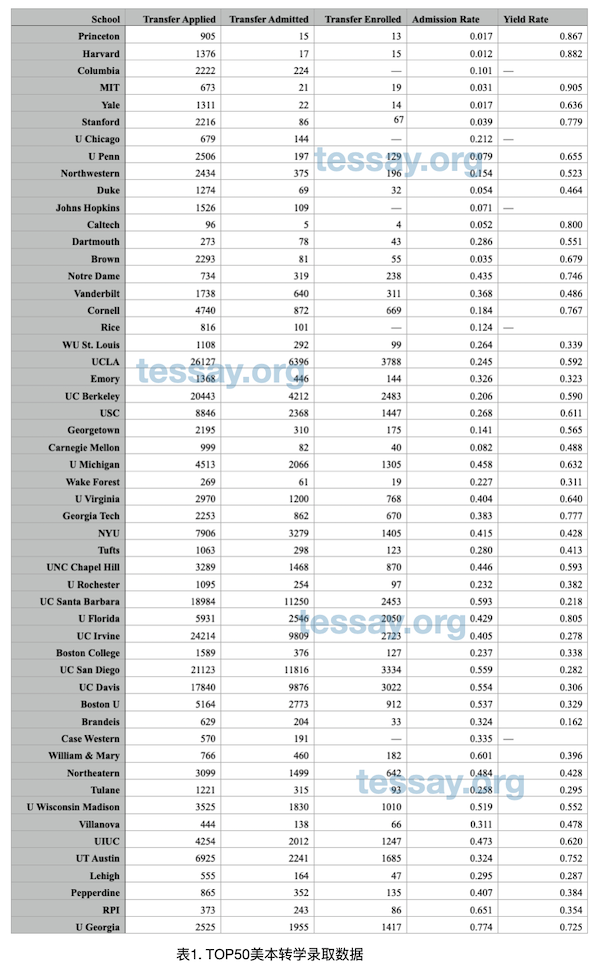 School Transfer Applied Transfer Admitted Transfer Enrolled Admission Rate Yield Rate
Princeton 905 15 13 0.017 0.867
Harvard 1376 17 15 0.012 0.882
Columbia 2222 224 — 0.101 —
MIT 673 21 19 0.031 0.905
Yale 1311 22 14 0.017 0.636
Stanford 2216 86 67 0.039 0.779
U Chicago 679 144 — 0.212 —
U Penn 2506 197 129 0.079 0.655
tessay.org
Northwestern 2434 375 196 0.154 0.523
Duke 1274 69 32 0.054 0.464
Johns Hopkins 1526 109 — 0.071 —
Caltech 96 5 4 0.052 0.800
Dartmouth 273 78 43 0.286 0.551
Brown 2293 81 55 0.035 0.679
Notre Dame 734 319 238 0.435 0.746
Vanderbilt 1738 640 311 0.368 0.486
Cornell 4740 872 669 0.184 0.767
Rice 816 101 — 0.124 —
WU St. Louis 1108 292 99 0.264 0.339
UCLA 26127 6396 3788 0.245 0.592
tessay.org
Emory 1368 446 144 0.326 0.323
UC Berkeley 20443 4212 2483 0.206 0.590
USC 8846 2368 1447 0.268 0.611
Georgetown 2195 310 175 0.141 0.565
Carnegie Mellon 999 82 40 0.082 0.488
U Michigan 4513 2066 1305 0.458 0.632
Wake Forest 269 61 19 0.227 0.311
U Virginia 2970 1200 768 0.404 0.640
Georgia Tech 2253 862 670 0.383 0.777
NYU 7906 3279 1405 0.415 0.428
Tufts 1063 298 123 0.280 0.413
UNC Chapel Hill 3289 1468 870 0.446 0.593
U Rochester 1095 254 97 0.232 0.382
UC Santa Barbara 18984 11250 2453 0.593 0.218
U Florida 5931 2546 2050 0.429 0.805
tessay.org
UC Irvine 24214 9809 2723 0.405 0.278
Boston College 1589 376 127 0.237 0.338
UC San Diego 21123 11816 3334 0.559 0.282
UC Davis 17840 9876 3022 0.554 0.306
Boston U 5164 2773 912 0.537 0.329
Brandeis 629 204 33 0.324 0.162
Case Western 570 191 — 0.335 —
William & Mary 766 460 182 0.601 0.396
Northeatern 3099 1499 642 0.484 0.428
tessay.org
Tulane 1221 315 93 0.258 0.295
U Wisconsin Madison 3525 1830 1010 0.519 0.552
Villanova 444 138 66 0.311 0.478
UIUC 4254 2012 1247 0.473 0.620
UT Austin 6925 2241 1685 0.324 0.752
Lehigh 555 164 47 0.295 0.287
Pepperdine 865 352 135 0.407 0.384
RPI 373 243 86 0.651 0.354
U Georgia 2525 1955 1417 0.774 0.725
表1. TOP50美本转学录取数据